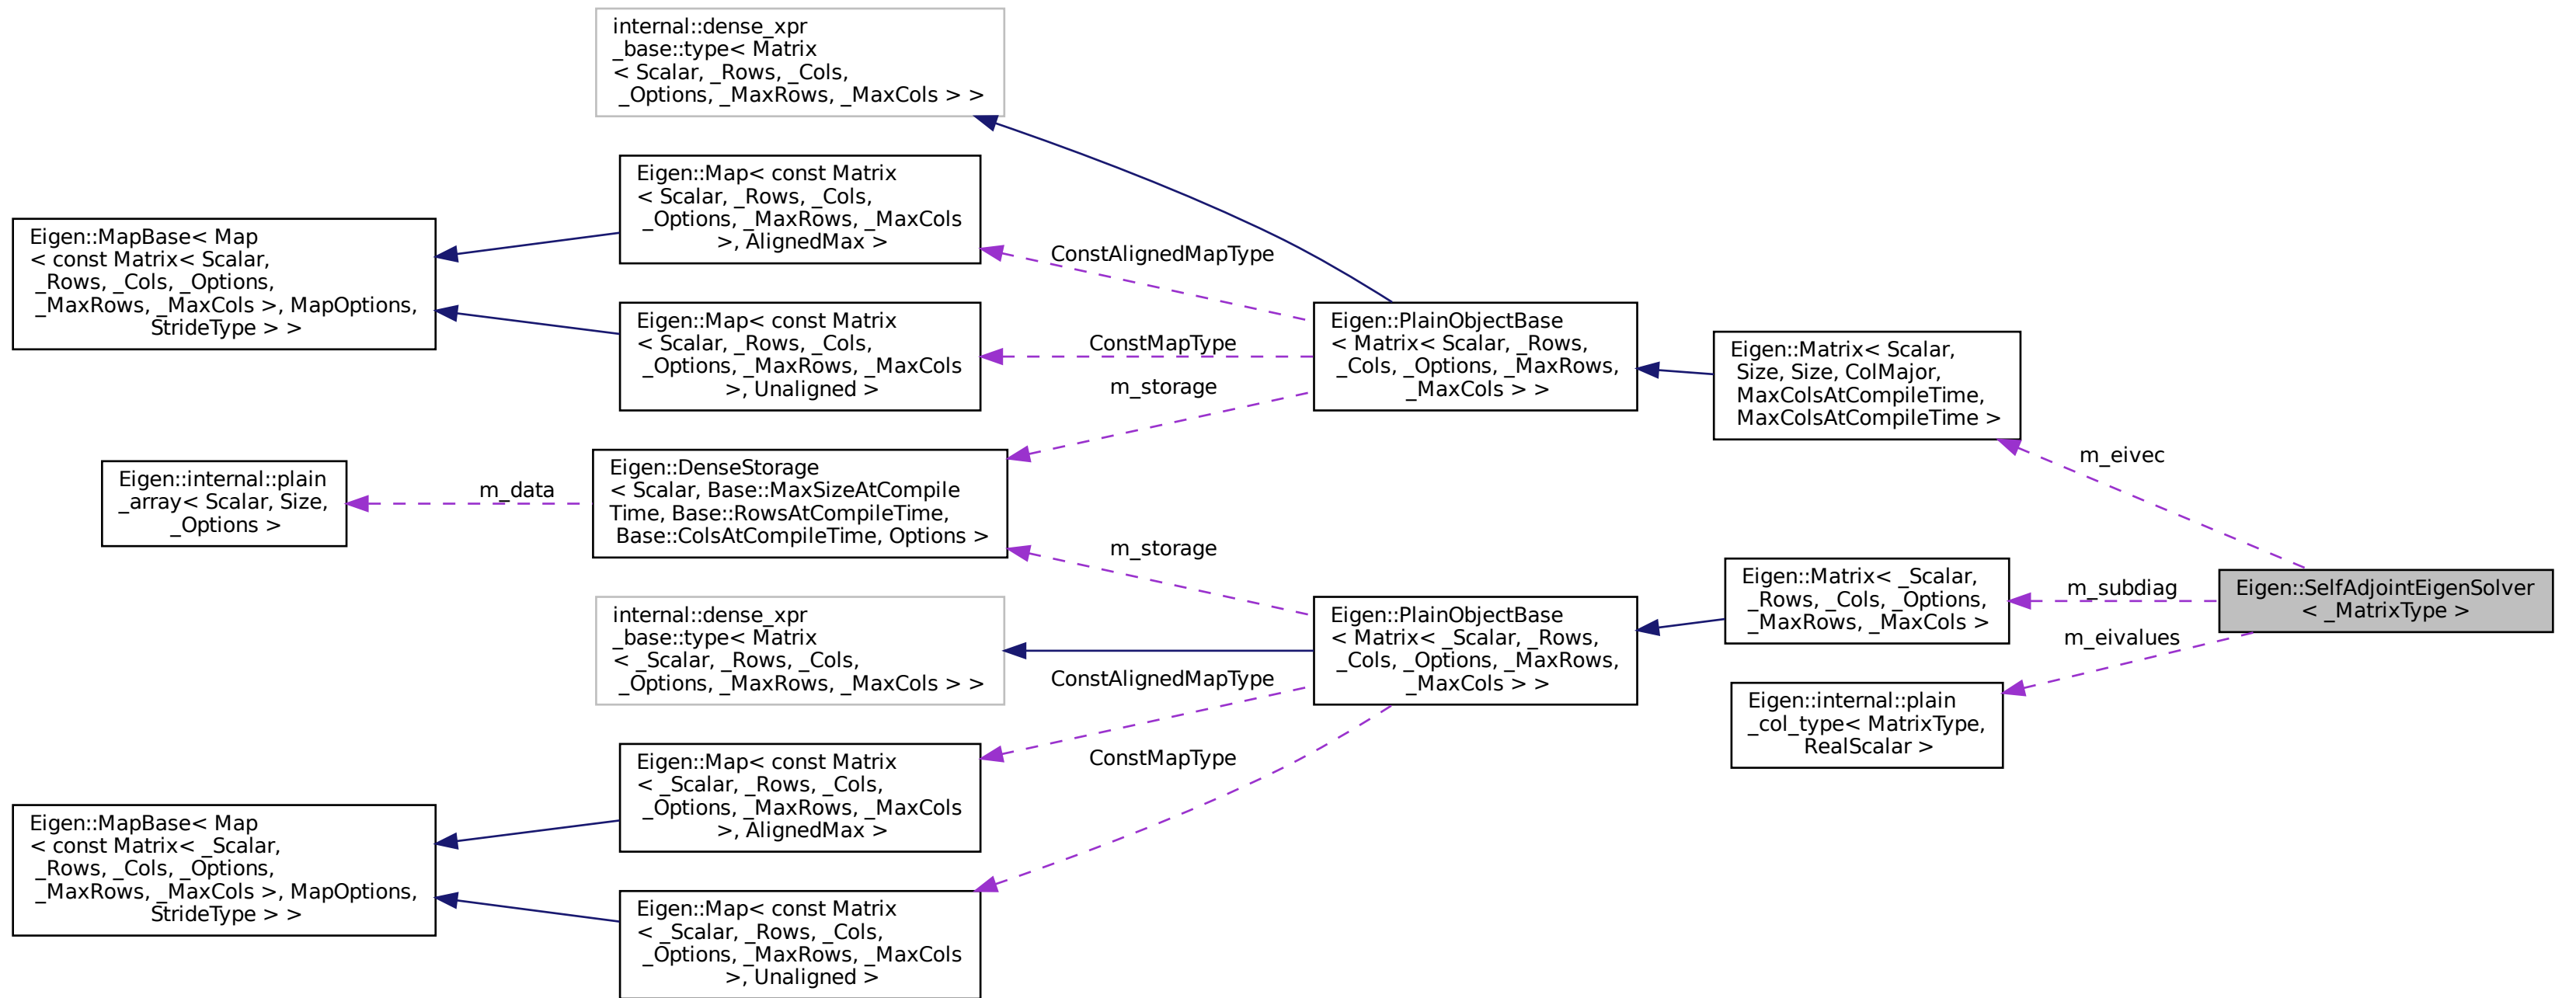 internal::dense_xpr
_base::type< Matrix
< Scalar, _Rows, _Cols,
_Options, _MaxRows, _MaxCols > >
Eigen::Map< const Matrix
< Scalar, _Rows, _Cols,
_Options, _MaxRows, _MaxCols
>, AlignedMax >
Eigen::MapBase< Map
< const Matrix< Scalar,
_Rows, _Cols, _Options,
_MaxRows, _MaxCols >, MapOptions,
StrideType > >
Eigen::Map< const Matrix
< Scalar, _Rows, _Cols,
_Options, _MaxRows, _MaxCols
>, Unaligned >
ConstAlignedMapType
ConstMapType
m_storage
Eigen::PlainObjectBase
< Matrix< Scalar, _Rows,
_Cols, _Options, _MaxRows,
_MaxCols > >
Eigen::Matrix< Scalar,
Size, Size, ColMajor,
MaxColsAtCompileTime,
MaxColsAtCompileTime >
m_eivec
Eigen::internal::plain
_array< Scalar, Size,
_Options >
m_data
Eigen::DenseStorage
< Scalar, Base::MaxSizeAtCompile
Time, Base::RowsAtCompileTime,
Base::ColsAtCompileTime, Options >
m_storage
internal::dense_xpr
_base::type< Matrix
< _Scalar, _Rows, _Cols,
_Options, _MaxRows, _MaxCols > >
Eigen::PlainObjectBase
< Matrix< _Scalar, _Rows,
_Cols, _Options, _MaxRows,
_MaxCols > >
Eigen::Matrix< _Scalar,
_Rows, _Cols, _Options,
_MaxRows, _MaxCols >
m_subdiag
Eigen::SelfAdjointEigenSolver
< _MatrixType >
m_eivalues
Eigen::internal::plain
_col_type< MatrixType,
RealScalar >
ConstAlignedMapType
ConstMapType
Eigen::Map< const Matrix
< _Scalar, _Rows, _Cols,
_Options, _MaxRows, _MaxCols
>, AlignedMax >
Eigen::MapBase< Map
< const Matrix< _Scalar,
_Rows, _Cols, _Options,
_MaxRows, _MaxCols >, MapOptions,
StrideType > >
Eigen::Map< const Matrix
< _Scalar, _Rows, _Cols,
_Options, _MaxRows, _MaxCols
>, Unaligned >